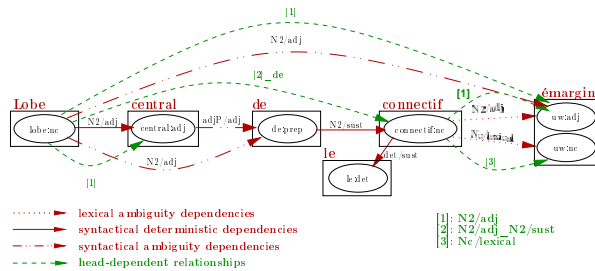 [1]
N2/adj
[2]_de
[1]
Lobe
central
de
connectif
émargin
lobe:nc
N2/adj
central:adj
adjP/adj
de:prep
N2/sust
connectif:nc
uw:adj
uw:nc
le
det/sust
le:det
N2/adj
[1]
[3]
lexical ambiguity dependencies
syntactical deterministic dependencies
syntactical ambiguity dependencies
head-dependent relationships
[1]: N2/adj
[2]: N2/adj_N2/sust
[3]: Nc/lexical